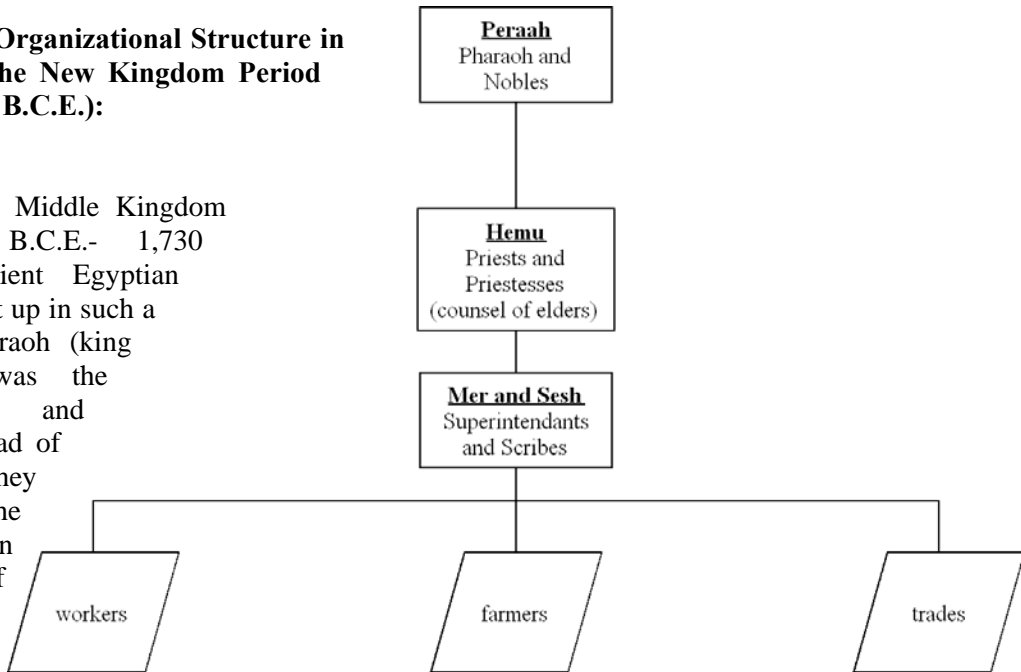 Organizational Structure in
the New Kingdom Period
B.C.E.):
Middle Kingdom
B.C.E.- 1,730
ient Egyptian
t up in such a
raoh (king
was the
and
ad of
hey
he
n
f
Peraah
Pharaoh and
Nobles
Hemu
Priests and
Priestesses
(counsel of elders)
Mer and Sesh
Superintendants
and Scribes
workers
farmers
trades